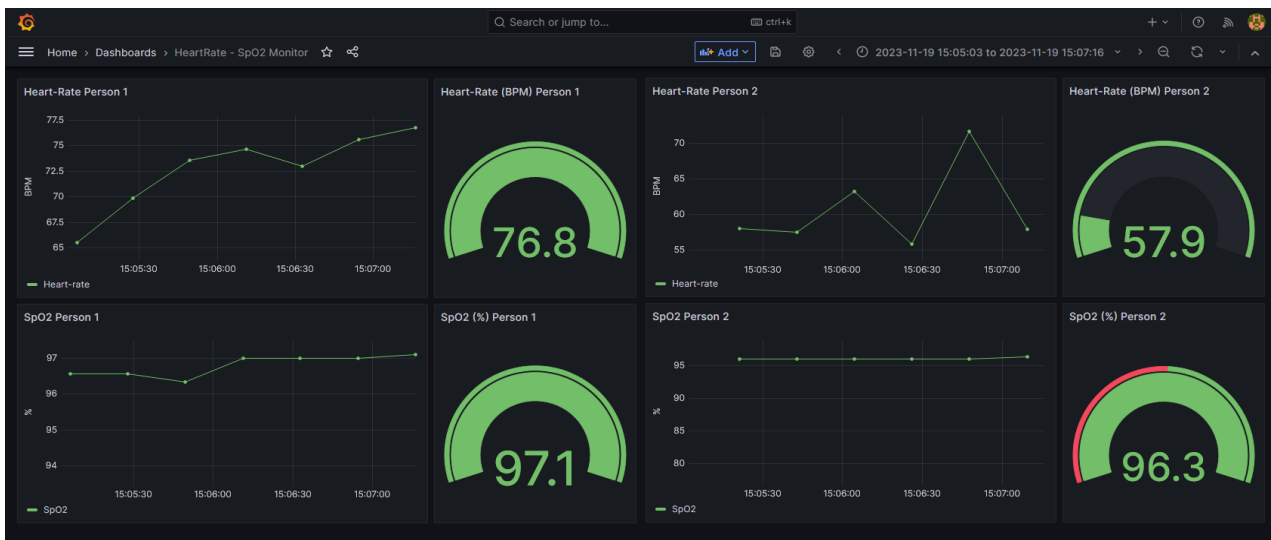 Search or jump to... ctrl+k
Home › Dashboards › HeartRate - SpO2 Monitor
Add
2023-11-19 15:05:03 to 2023-11-19 15:07:16
Heart-Rate Person 1
77.5
75
72.5
70
67.5
65
BPM
15:05:30 15:06:00 15:06:30 15:07:00
Heart-rate
Heart-Rate (BPM) Person 1
76.8
Heart-Rate Person 2
70
65
60
55
BPM
15:05:30 15:06:00 15:06:30 15:07:00
Heart-rate
Heart-Rate (BPM) Person 2
57.9
SpO2 Person 1
97
96
95
94
%
15:05:30 15:06:00 15:06:30 15:07:00
SpO2
SpO2 (%) Person 1
97.1
SpO2 Person 2
95
90
85
80
%
15:05:30 15:06:00 15:06:30 15:07:00
SpO2
SpO2 (%) Person 2
96.3